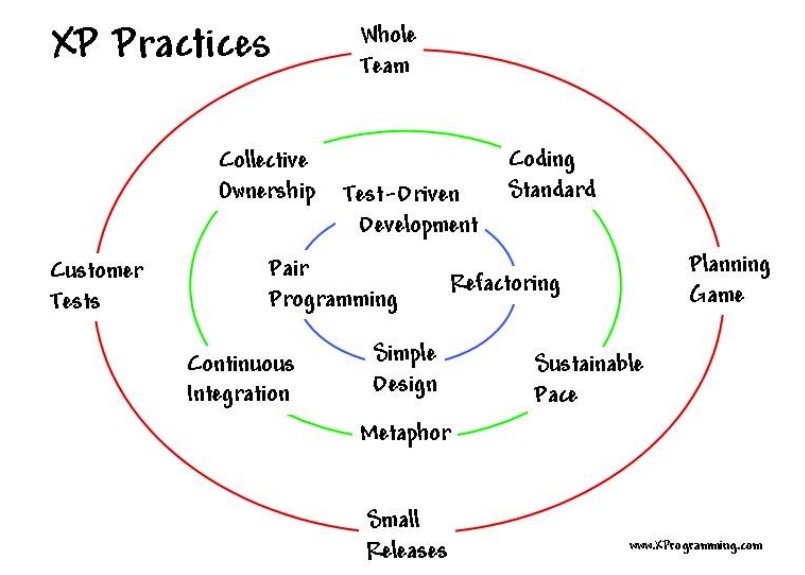 XP Practices
Whole
Team
Collective
Ownership
Coding
Standard
Test-Driven
Development
Customer
Tests
Pair
Programming
Refactoring
Planning
Game
Simple
Design
Continuous
Integration
Sustainable
Pace
Metaphor
Small
Releases
www.XProgramming.com